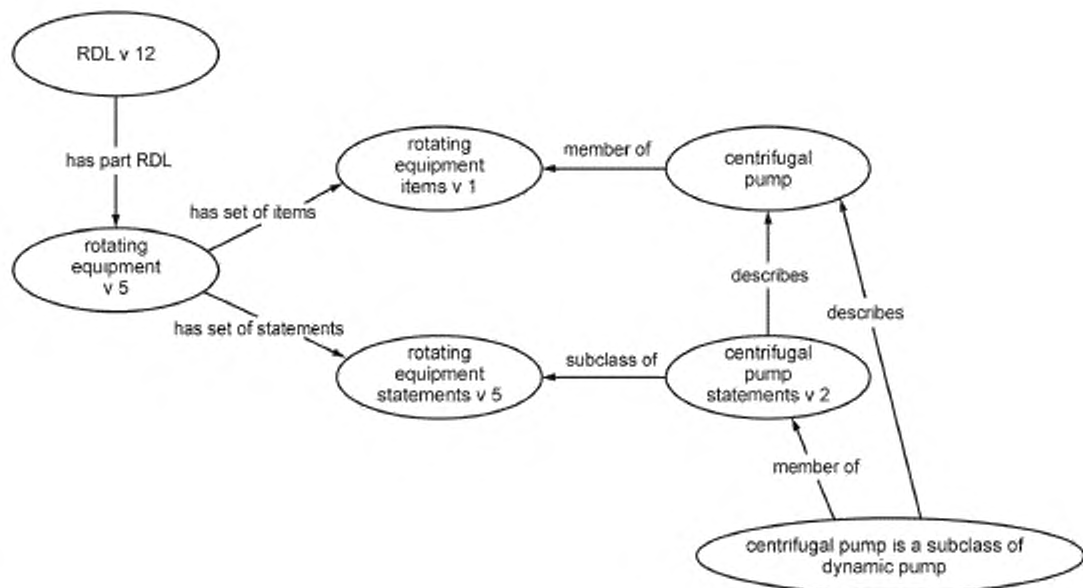 RDL v 12
has part RDL
rotating
equipment
items v 1
member of
centrifugal
pump
has set of items
rotating
equipment
v 5
describes
describes
has set of statements
rotating
equipment
statements v 5
subclass of
centrifugal
pump
statements v 2
member of
centrifugal pump is a subclass of
dynamic pump